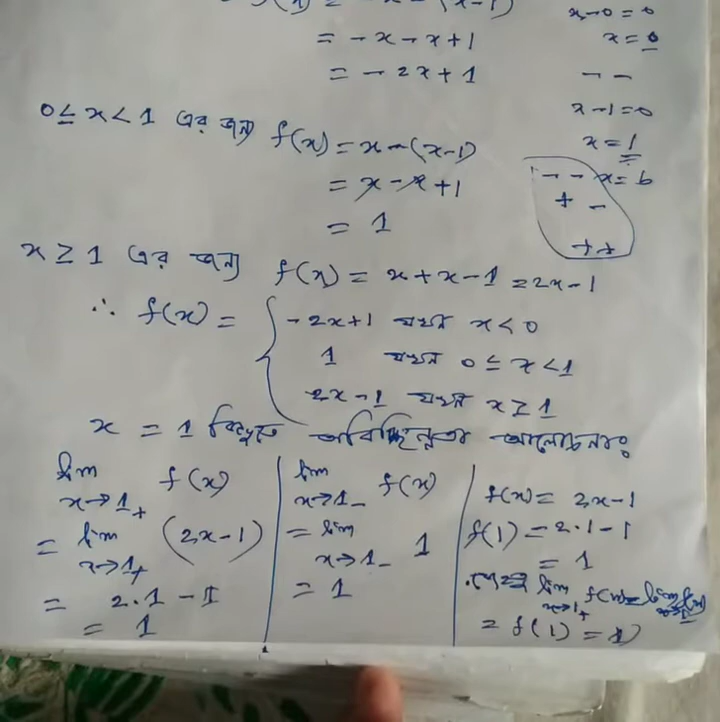 = -x - x + 1
= - 2x + 1
0 ≤ x < 1 এর জন্য f(x) = x - (x-1)
= x - x + 1
= 1
x ≥ 1 এর জন্য f(x) = x + x - 1 = 2x - 1
∴ f(x) = { -2x+1 যখন x < 0
1 যখন 0 ≤ x < 1
2x - 1 যখন x ≥ 1
x - 0 = 0
x = 0
- -
x - 1 = 0
x = 1
- -
+ -
+ +
x = 1 বিন্দুতে অবিচ্ছিন্নতা আলোচনাঃ
lim x→1+ f(x)
= lim x→1+ (2x-1)
= 2.1 - 1
= 1
lim x→1- f(x)
= lim x→1- 1
= 1
f(x) = 2x-1
f(1) = 2.1 - 1
= 1
lim x→1+ f(x) =
= f(1) =